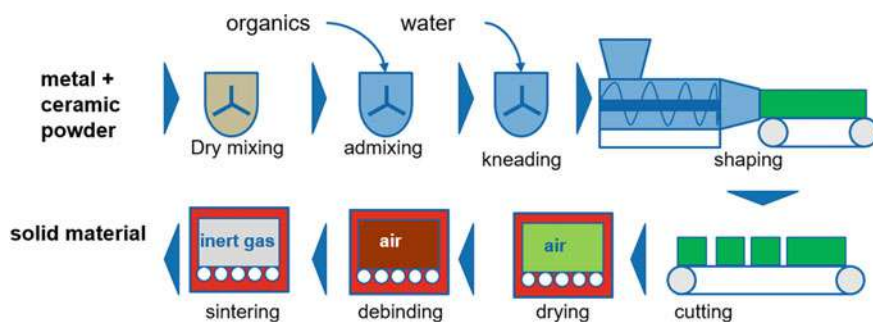 organics
water
metal +
ceramic
powder
Dry mixing
admixing
kneading
shaping
solid material
inert gas
air
air
sintering
debinding
drying
cutting